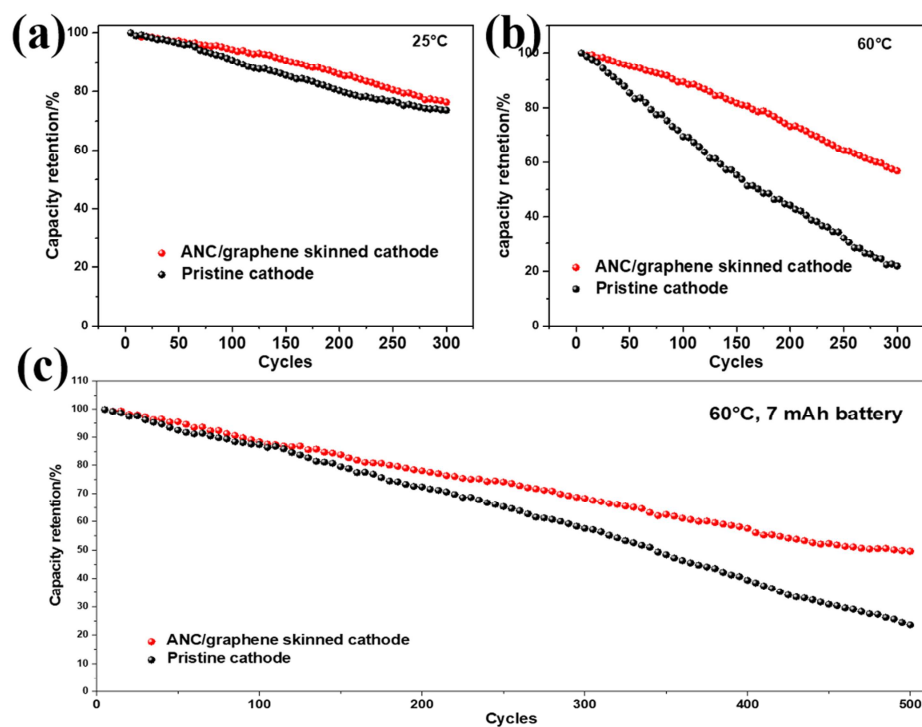 (a)
25°C
Capacity retention/%
100
80
60
40
20
0
ANC/graphene skinned cathode
Pristine cathode
0 50 100 150 200 250 300
Cycles
(b)
60°C
capacity retnetion/%
100
80
60
40
20
0
ANC/graphene skinned cathode
Pristine cathode
0 50 100 150 200 250 300
Cycles
(c)
60°C, 7 mAh battery
Capacity retention/%
110
100
90
80
70
60
50
40
30
20
10
0
ANC/graphene skinned cathode
Pristine cathode
0 100 200 300 400 500
Cycles